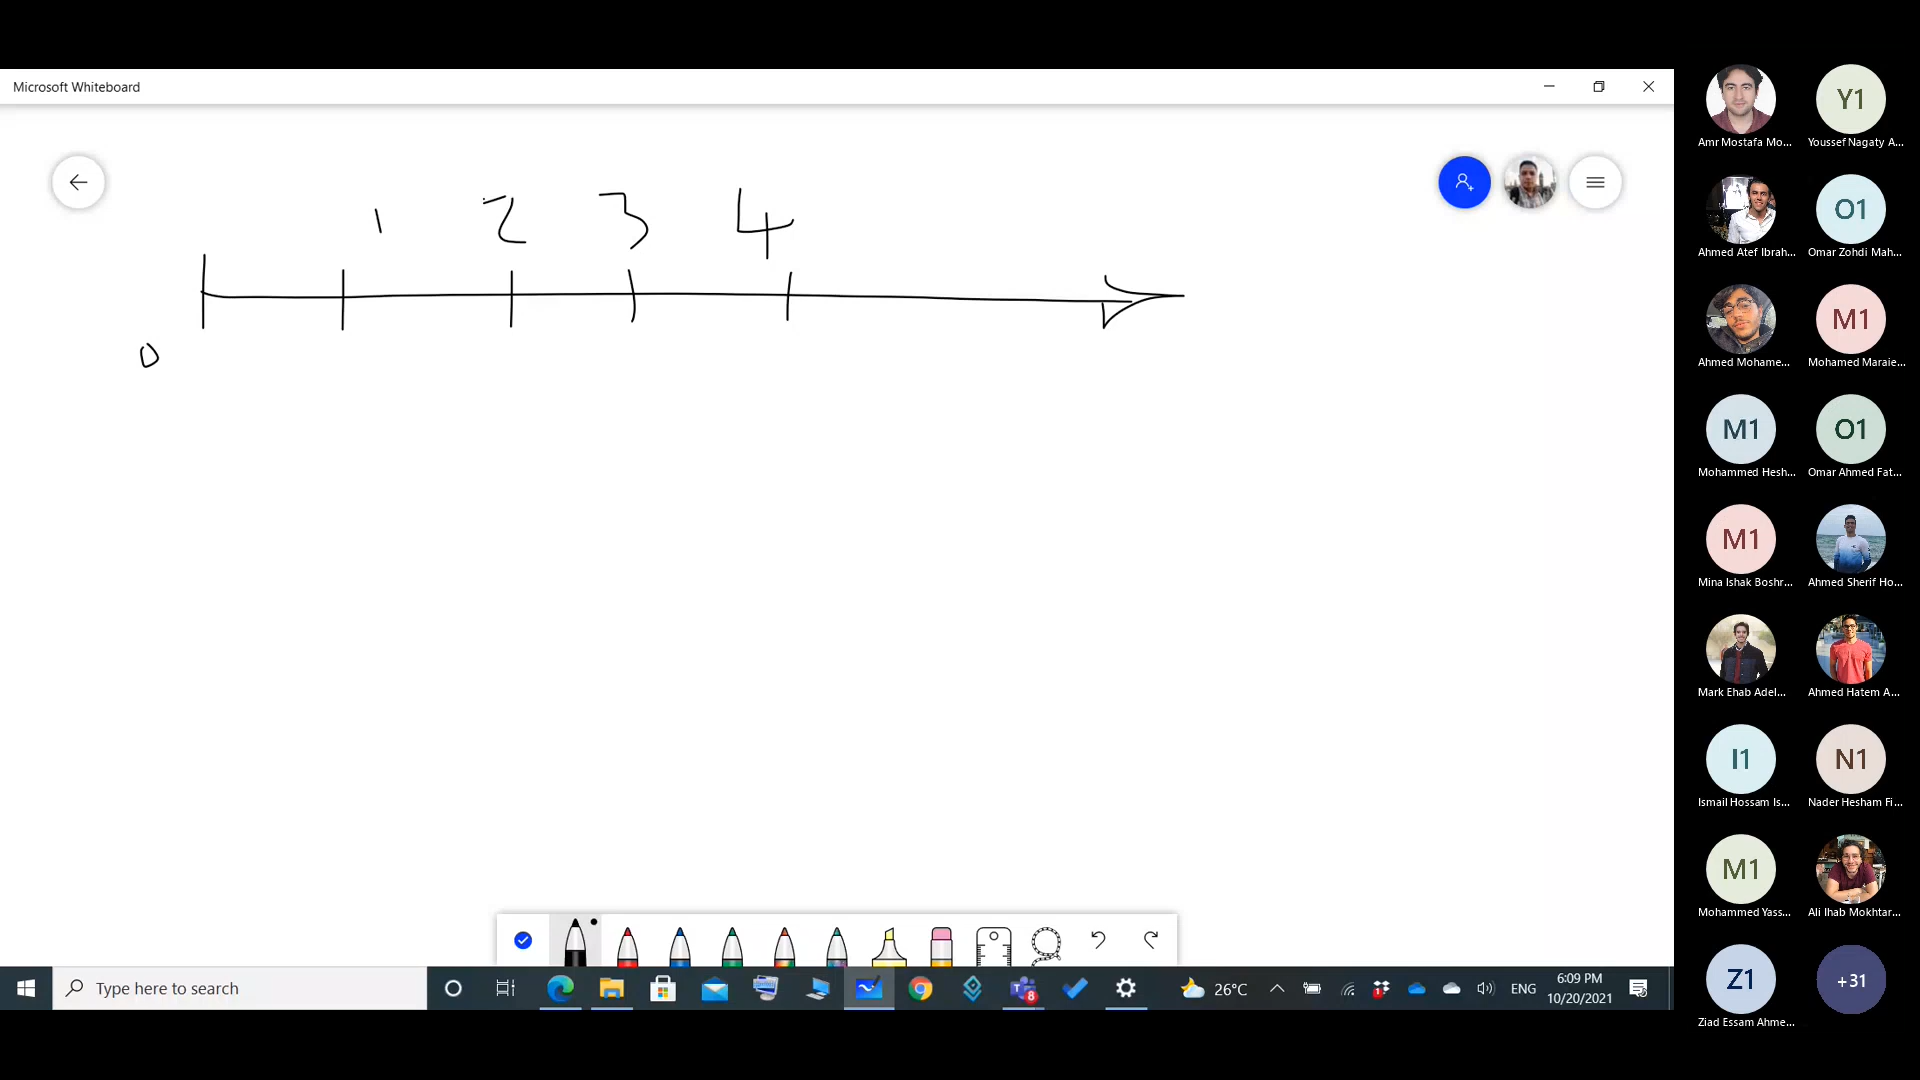 Microsoft Whiteboard
1 2 3 4
0
Y1
Amr Mostafa Mo... Youssef Nagaty A...
O1
Ahmed Atef Ibrah... Omar Zohdi Mah...
M1
Ahmed Mohame... Mohamed Maraie...
M1 O1
Mohammed Hesh... Omar Ahmed Fat...
M1
Mina Ishak Boshr... Ahmed Sherif Ho...
Mark Ehab Adel... Ahmed Hatem A...
I1 N1
Ismail Hossam Is... Nader Hesham Fi...
M1
Mohammed Yass... Ali Ihab Mokhtar...
Z1 +31
Ziad Essam Ahme...
Type here to search 8 26°C 1 ENG 6:09 PM
10/20/2021